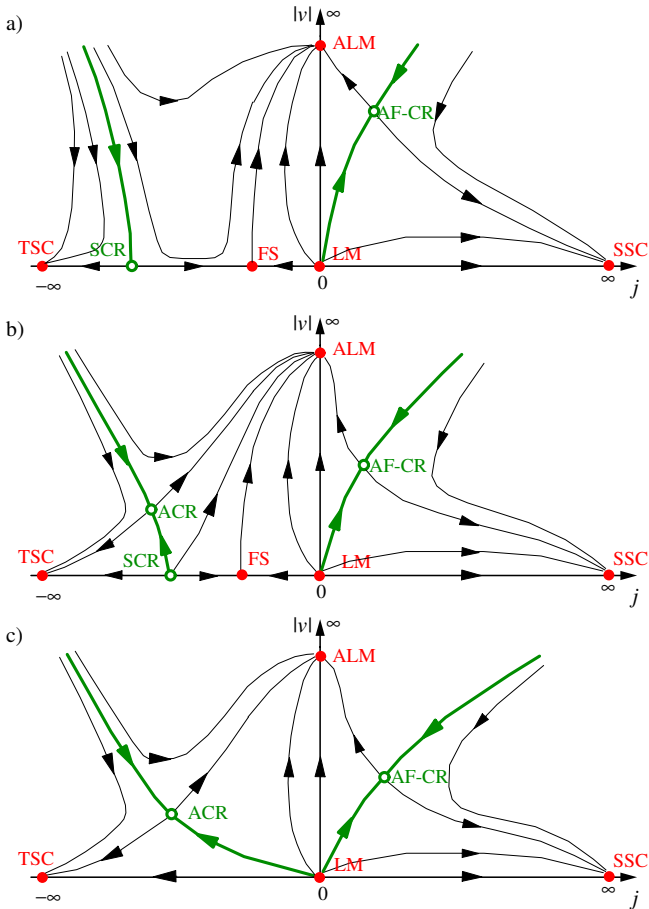 a)
|v| ∞
ALM
AF-CR
TSC SCR FS LM SSC
−∞ 0 ∞ j
b)
|v| ∞
ALM
AF-CR
ACR
TSC SCR FS LM SSC
−∞ 0 ∞ j
c)
|v| ∞
ALM
AF-CR
ACR
TSC LM SSC
−∞ 0 ∞ j